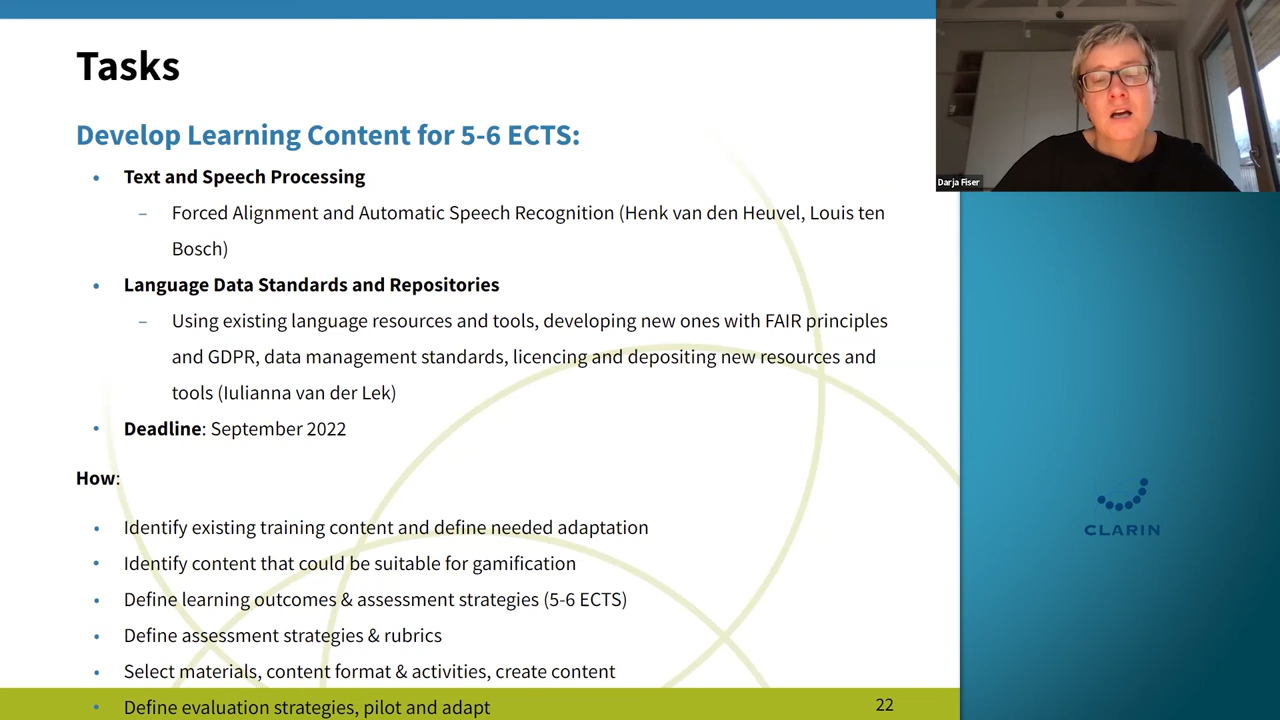 Tasks
Develop Learning Content for 5-6 ECTS:
• Text and Speech Processing
– Forced Alignment and Automatic Speech Recognition (Henk van den Heuvel, Louis ten
Bosch)
• Language Data Standards and Repositories
– Using existing language resources and tools, developing new ones with FAIR principles
and GDPR, data management standards, licencing and depositing new resources and
tools (Iulianna van der Lek)
• Deadline: September 2022
How:
• Identify existing training content and define needed adaptation
• Identify content that could be suitable for gamification
• Define learning outcomes & assessment strategies (5-6 ECTS)
• Define assessment strategies & rubrics
• Select materials, content format & activities, create content
• Define evaluation strategies, pilot and adapt
22
Darja Fiser
CLARIN